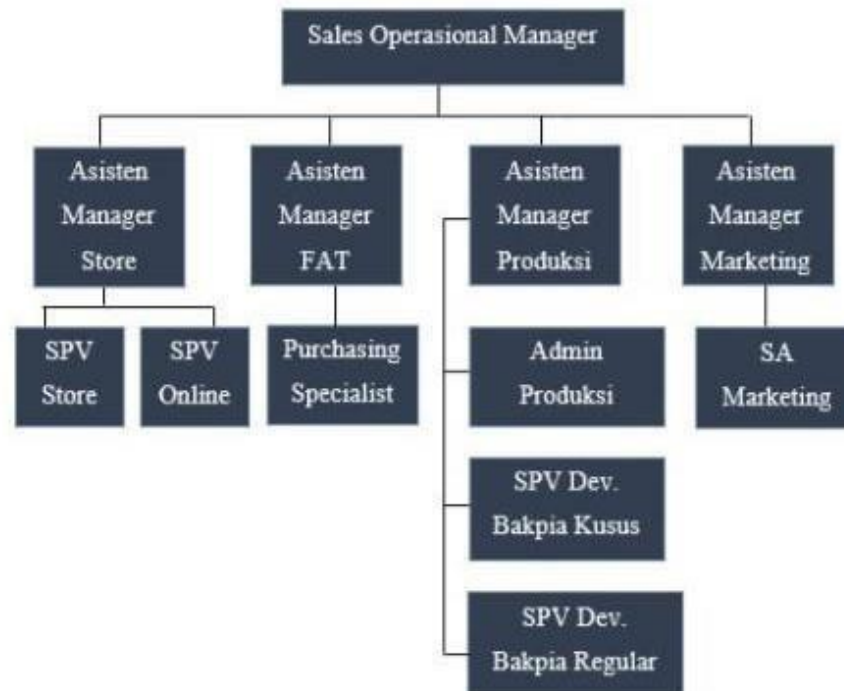 Sales Operasional Manager
Asisten
Manager
Store
Asisten
Manager
FAT
Asisten
Manager
Produksi
Asisten
Manager
Marketing
SPV
Store
SPV
Online
Purchasing
Specialist
Admin
Produksi
SA
Marketing
SPV Dev.
Bakpia Kusus
SPV Dev.
Bakpia Regular